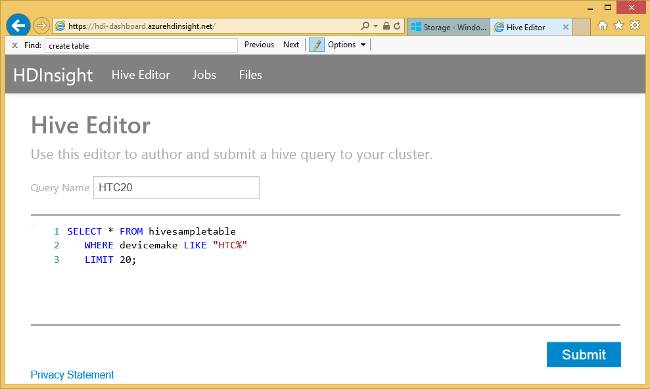 https://hdi-dashboard.azurehdinsight.net/
Storage - Windo...
Hive Editor
Find: create table
Previous Next Options
HDInsight Hive Editor Jobs Files
Hive Editor
Use this editor to author and submit a hive query to your cluster.
Query Name HTC20
1 SELECT * FROM hivesampletable
2 WHERE devicemake LIKE "HTC%"
3 LIMIT 20;
Submit
Privacy Statement